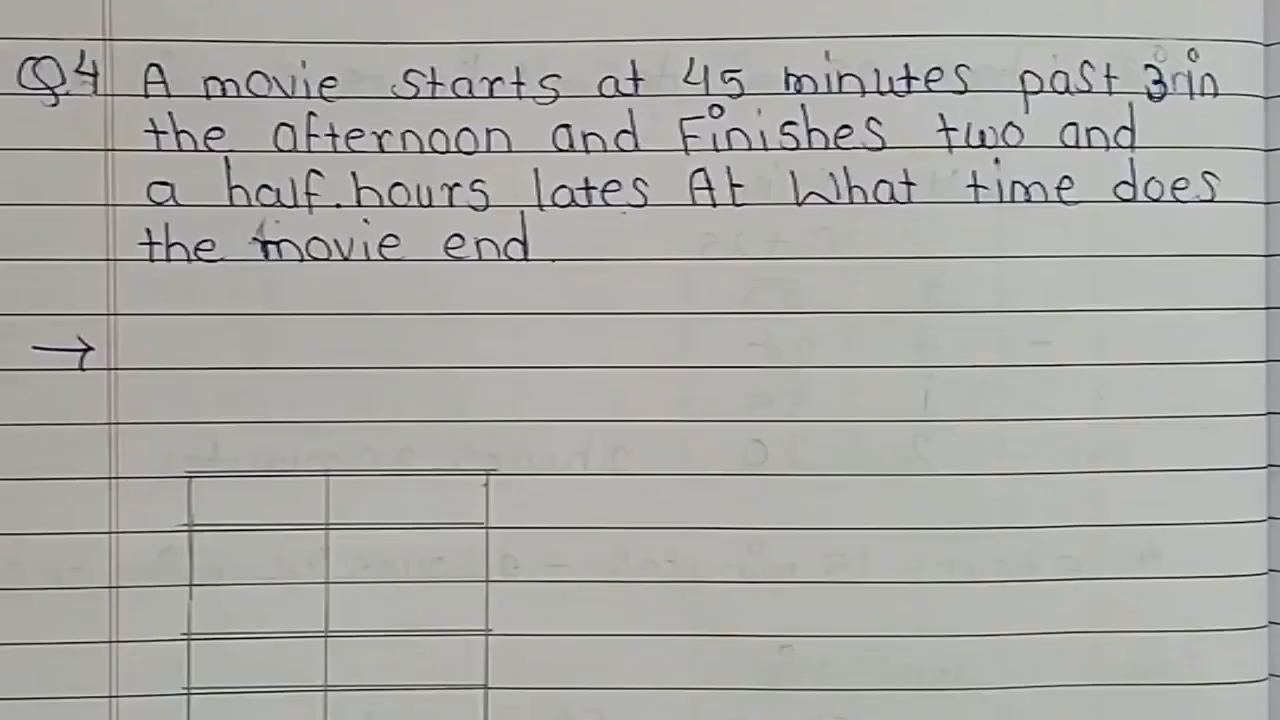 Q.4 A movie starts at 45 minutes past 3 in
the afternoon and Finishes two and
a half.hours lates At What time does
the movie end
→